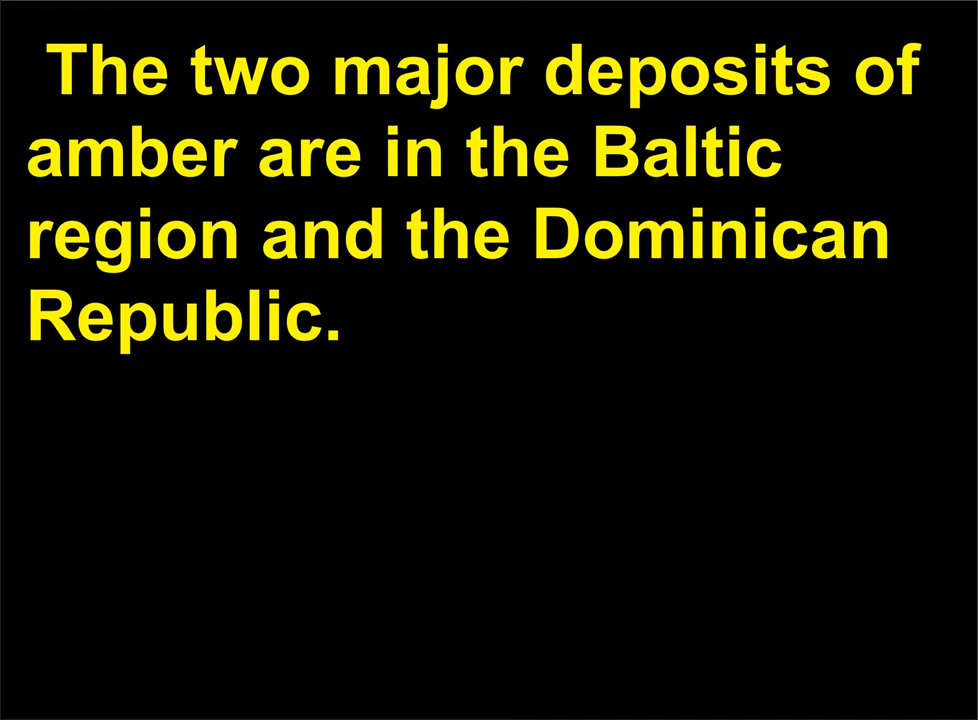 The two major deposits of
amber are in the Baltic
region and the Dominican
Republic.